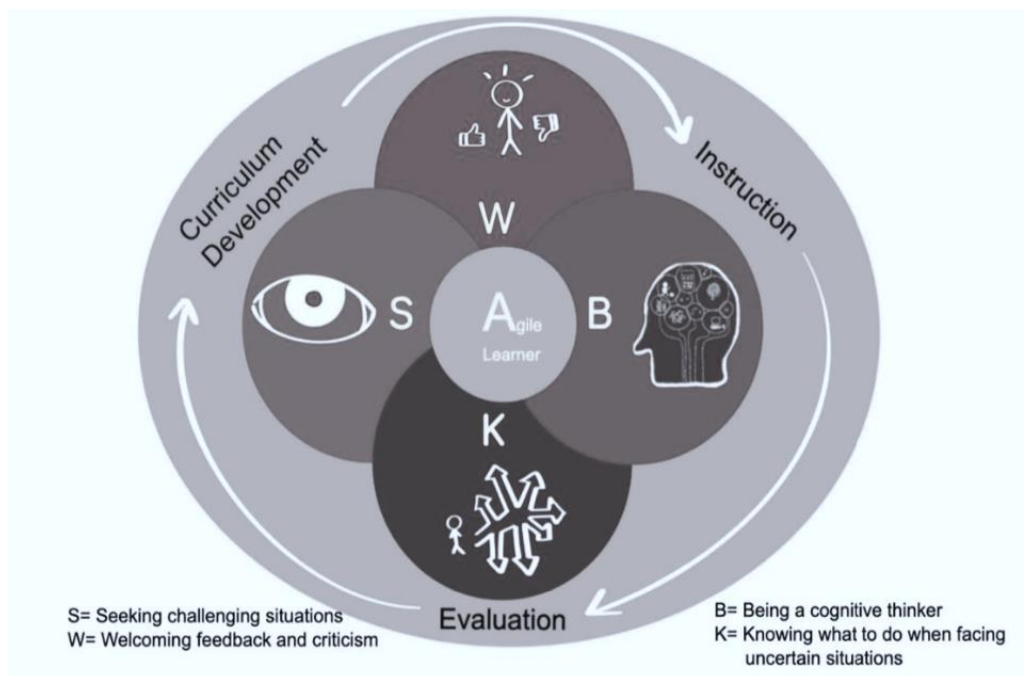 Curriculum
Development
Instruction
W
S
Agile
Learner
B
K
Evaluation
S= Seeking challenging situations
W= Welcoming feedback and criticism
B= Being a cognitive thinker
K= Knowing what to do when facing
uncertain situations